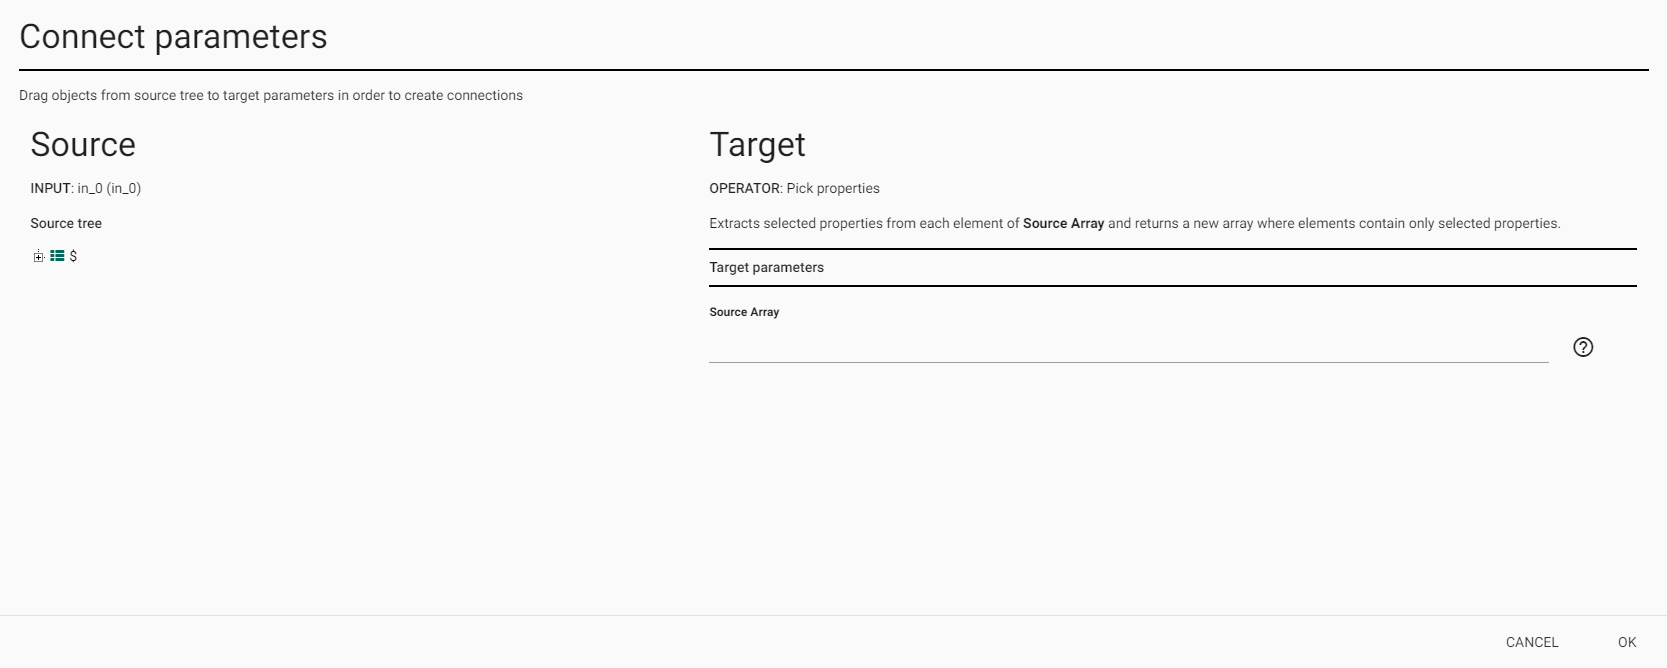 Connect parameters
Drag objects from source tree to target parameters in order to create connections
Source
INPUT: in_0 (in_0)
Source tree
$
Target
OPERATOR: Pick properties
Extracts selected properties from each element of Source Array and returns a new array where elements contain only selected properties.
Target parameters
Source Array
CANCEL
OK